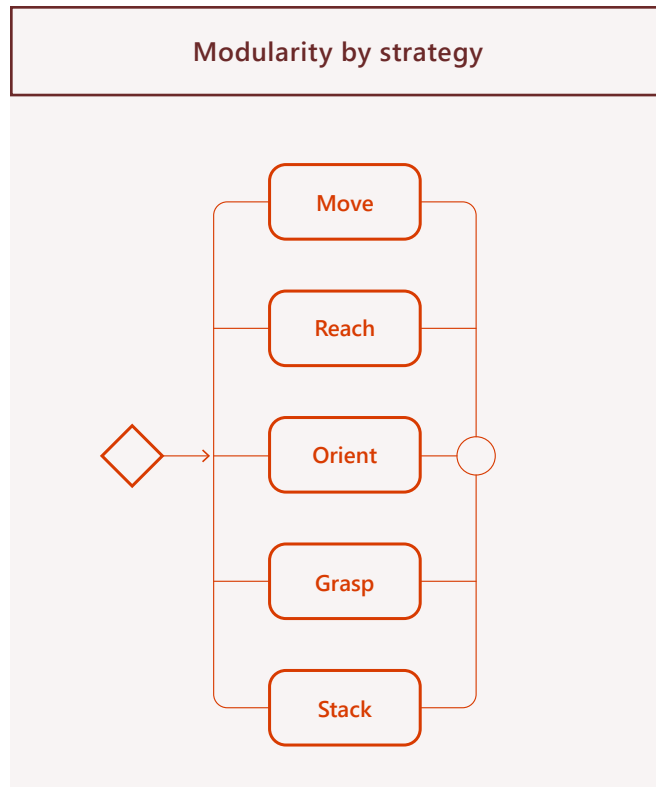 Modularity by strategy
Move
Reach
Orient
Grasp
Stack